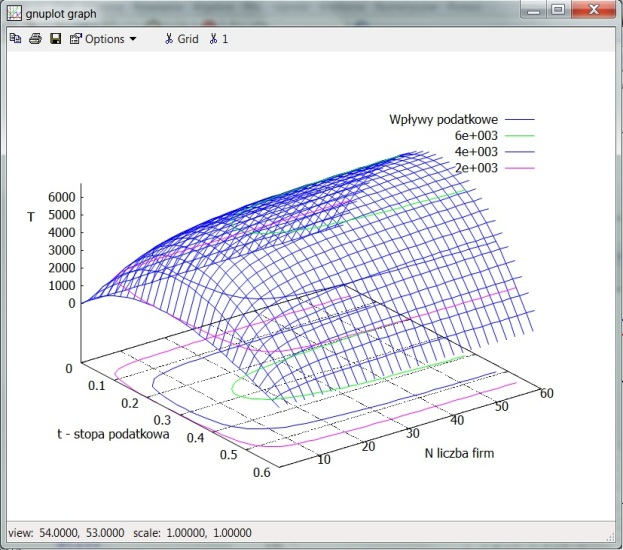 gnuplot graph
Options
Grid
1
Wpływy podatkowe
6e+003
4e+003
2e+003
T
6000
5000
4000
3000
2000
1000
0
0
0.1
0.2
0.3
0.4
0.5
0.6
t - stopa podatkowa
10
20
30
40
50
60
N liczba firm
view: 54.0000, 53.0000 scale: 1.00000, 1.00000